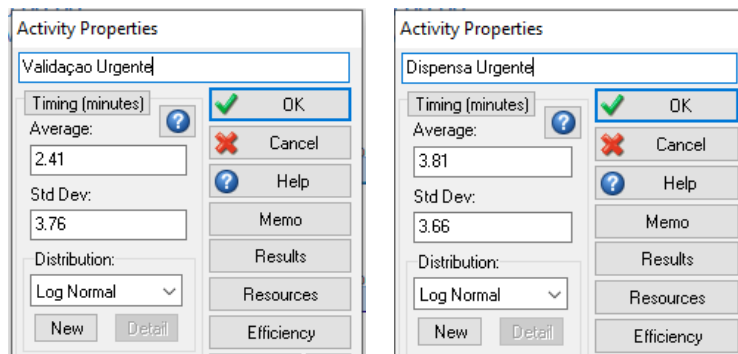 Activity Properties
Validaçao Urgente
Timing (minutes)
Average:
2.41
Std Dev:
3.76
Distribution:
Log Normal
New
Detail
OK
Cancel
Help
Memo
Results
Resources
Efficiency
Activity Properties
Dispensa Urgente
Timing (minutes)
Average:
3.81
Std Dev:
3.66
Distribution:
Log Normal
New
Detail
OK
Cancel
Help
Memo
Results
Resources
Efficiency